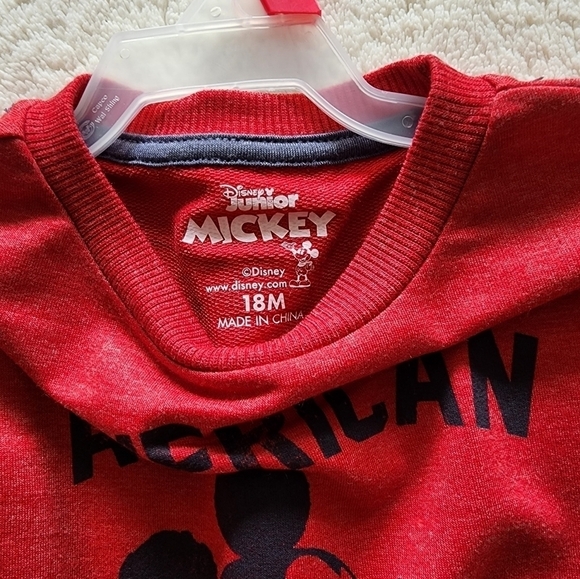 Disney
Junior
MICKEY
©Disney
www.disney.com
18M
MADE IN CHINA